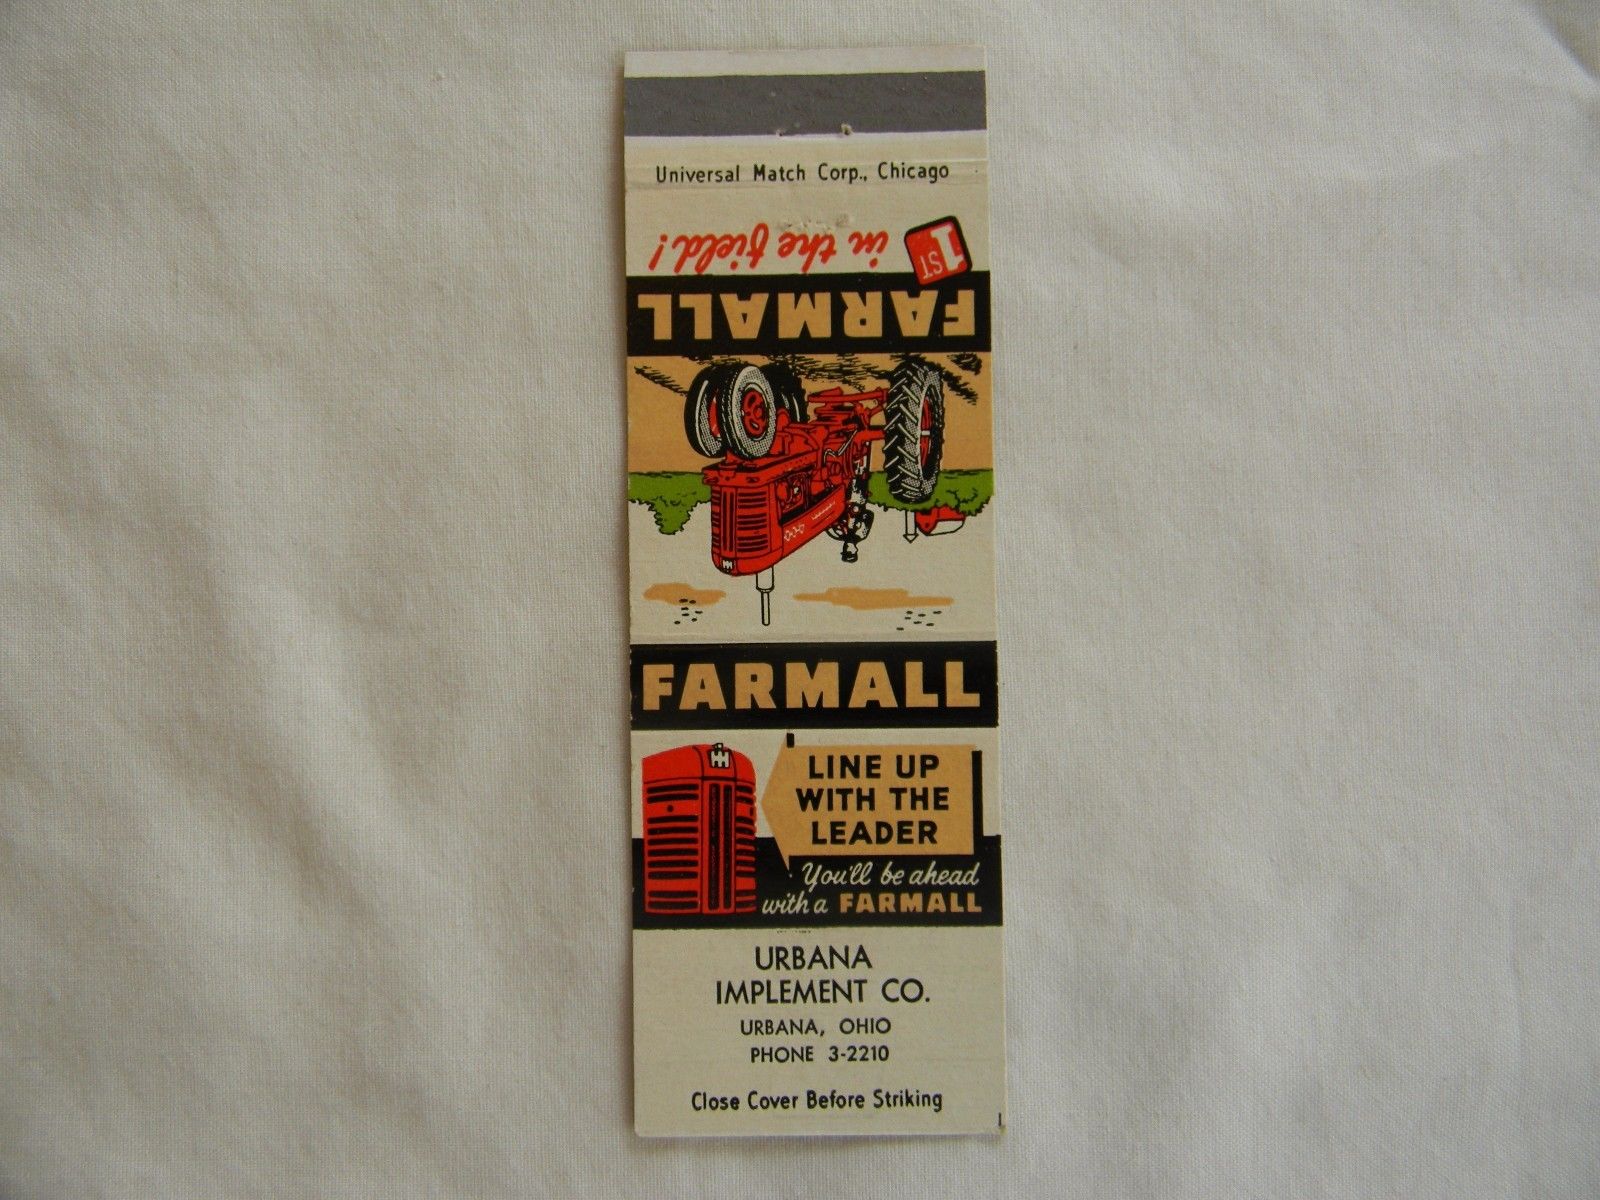 Universal Match Corp., Chicago
1ST in the field!
FARMALL
FARMALL
LINE UP
WITH THE
LEADER
You'll be ahead
with a FARMALL
URBANA
IMPLEMENT CO.
URBANA, OHIO
PHONE 3-2210
Close Cover Before Striking